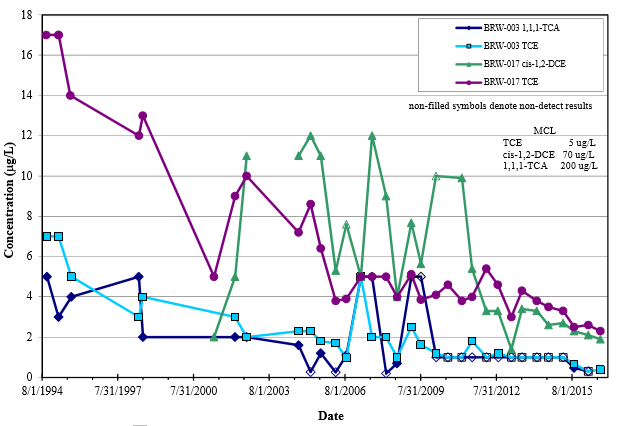 18
16
14
12
10
8
6
4
2
0
Concentration (µg/L)
BRW-003 1,1,1-TCA
BRW-003 TCE
BRW-017 cis-1,2-DCE
BRW-017 TCE
non-filled symbols denote non-detect results
MCL
TCE 5 ug/L
cis-1,2-DCE 70 ug/L
1,1,1-TCA 200 ug/L
8/1/1994 7/31/1997 7/31/2000 8/1/2003 8/1/2006 7/31/2009 7/31/2012 8/1/2015
Date